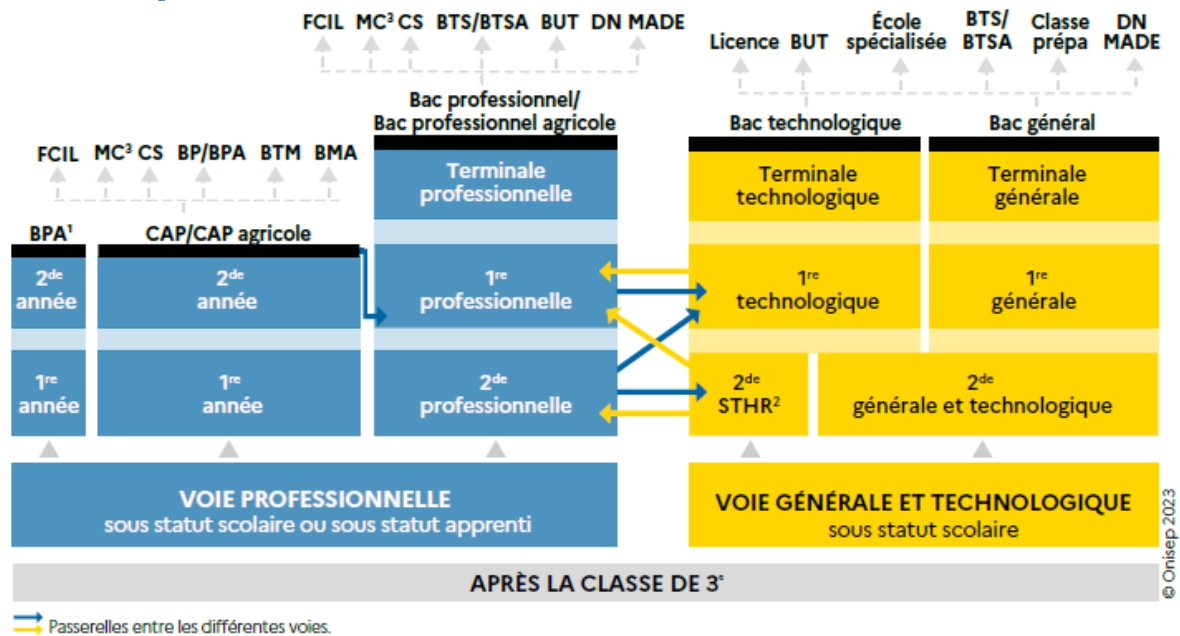 FCIL MC³ CS BTS/BTSA BUT DN MADE
Licence BUT École spécialisée BTS/BTSA Classe prépa DN MADE
Bac professionnel/
Bac professionnel agricole
Bac technologique
Bac général
FCIL MC³ CS BP/BPA BTM BMA
Terminale
professionnelle
Terminale
technologique
Terminale
générale
BPA¹
CAP/CAP agricole
2de
année
2de
année
1re
professionnelle
1re
technologique
1re
générale
1re
année
1re
année
2de
professionnelle
2de
STHR²
2de
générale et technologique
VOIE PROFESSIONNELLE
sous statut scolaire ou sous statut apprenti
VOIE GÉNÉRALE ET TECHNOLOGIQUE
sous statut scolaire
© Onisep 2023
APRÈS LA CLASSE DE 3e
Passerelles entre les différentes voies.